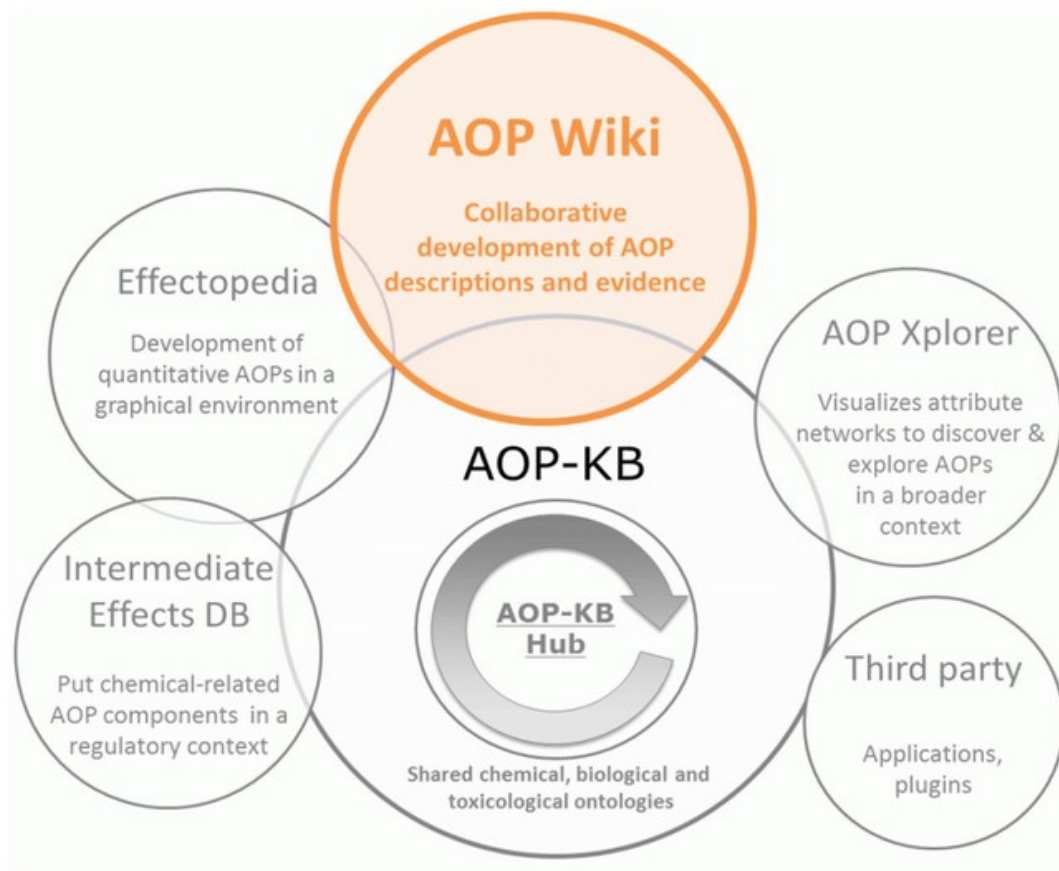 AOP Wiki
Collaborative
development of AOP
descriptions and evidence
Effectopedia
Development of
quantitative AOPs in a
graphical environment
AOP Xplorer
Visualizes attribute
networks to discover &
explore AOPs
in a broader
context
AOP-KB
AOP-KB
Hub
Shared chemical, biological and
toxicological ontologies
Intermediate
Effects DB
Put chemical-related
AOP components in a
regulatory context
Third party
Applications,
plugins